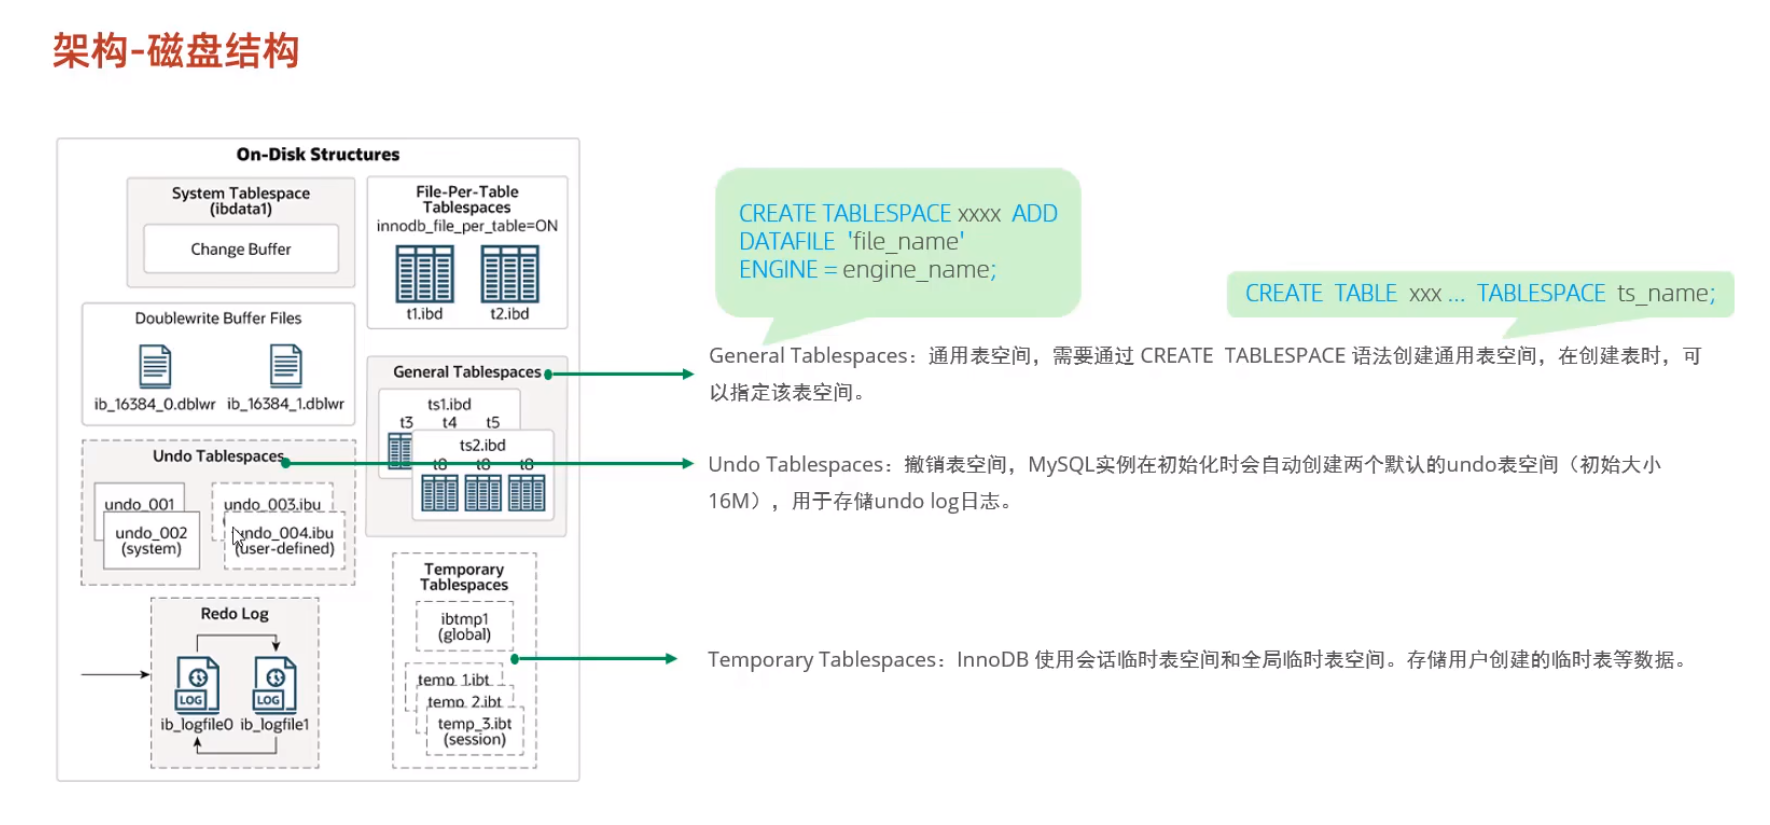 架构-磁盘结构
On-Disk Structures
System Tablespace
(ibdata1)
Change Buffer
File-Per-Table
Tablespaces
innodb_file_per_table=ON
t1.ibd t2.ibd
Doublewrite Buffer Files
ib_16384_0.dblwr ib_16384_1.dblwr
General Tablespaces
ts1.ibd
t3 t4 t5
ts2.ibd
t8 t8 t8
Undo Tablespaces
undo_001
undo_002
(system)
undo_003.ibu
undo_004.ibu
(user-defined)
Redo Log
LOG LOG
ib_logfile0 ib_logfile1
Temporary
Tablespaces
ibtmp1
(global)
temp_1.ibt
temp_2.ibt
temp_3.ibt
(session)
CREATE TABLESPACE xxxx ADD
DATAFILE 'file_name'
ENGINE = engine_name;
CREATE TABLE xxx ... TABLESPACE ts_name;
General Tablespaces：通用表空间，需要通过 CREATE TABLESPACE 语法创建通用表空间，在创建表时，可
以指定该表空间。
Undo Tablespaces：撤销表空间，MySQL实例在初始化时会自动创建两个默认的undo表空间（初始大小
16M），用于存储undo log日志。
Temporary Tablespaces：InnoDB 使用会话临时表空间和全局临时表空间。存储用户创建的临时表等数据。